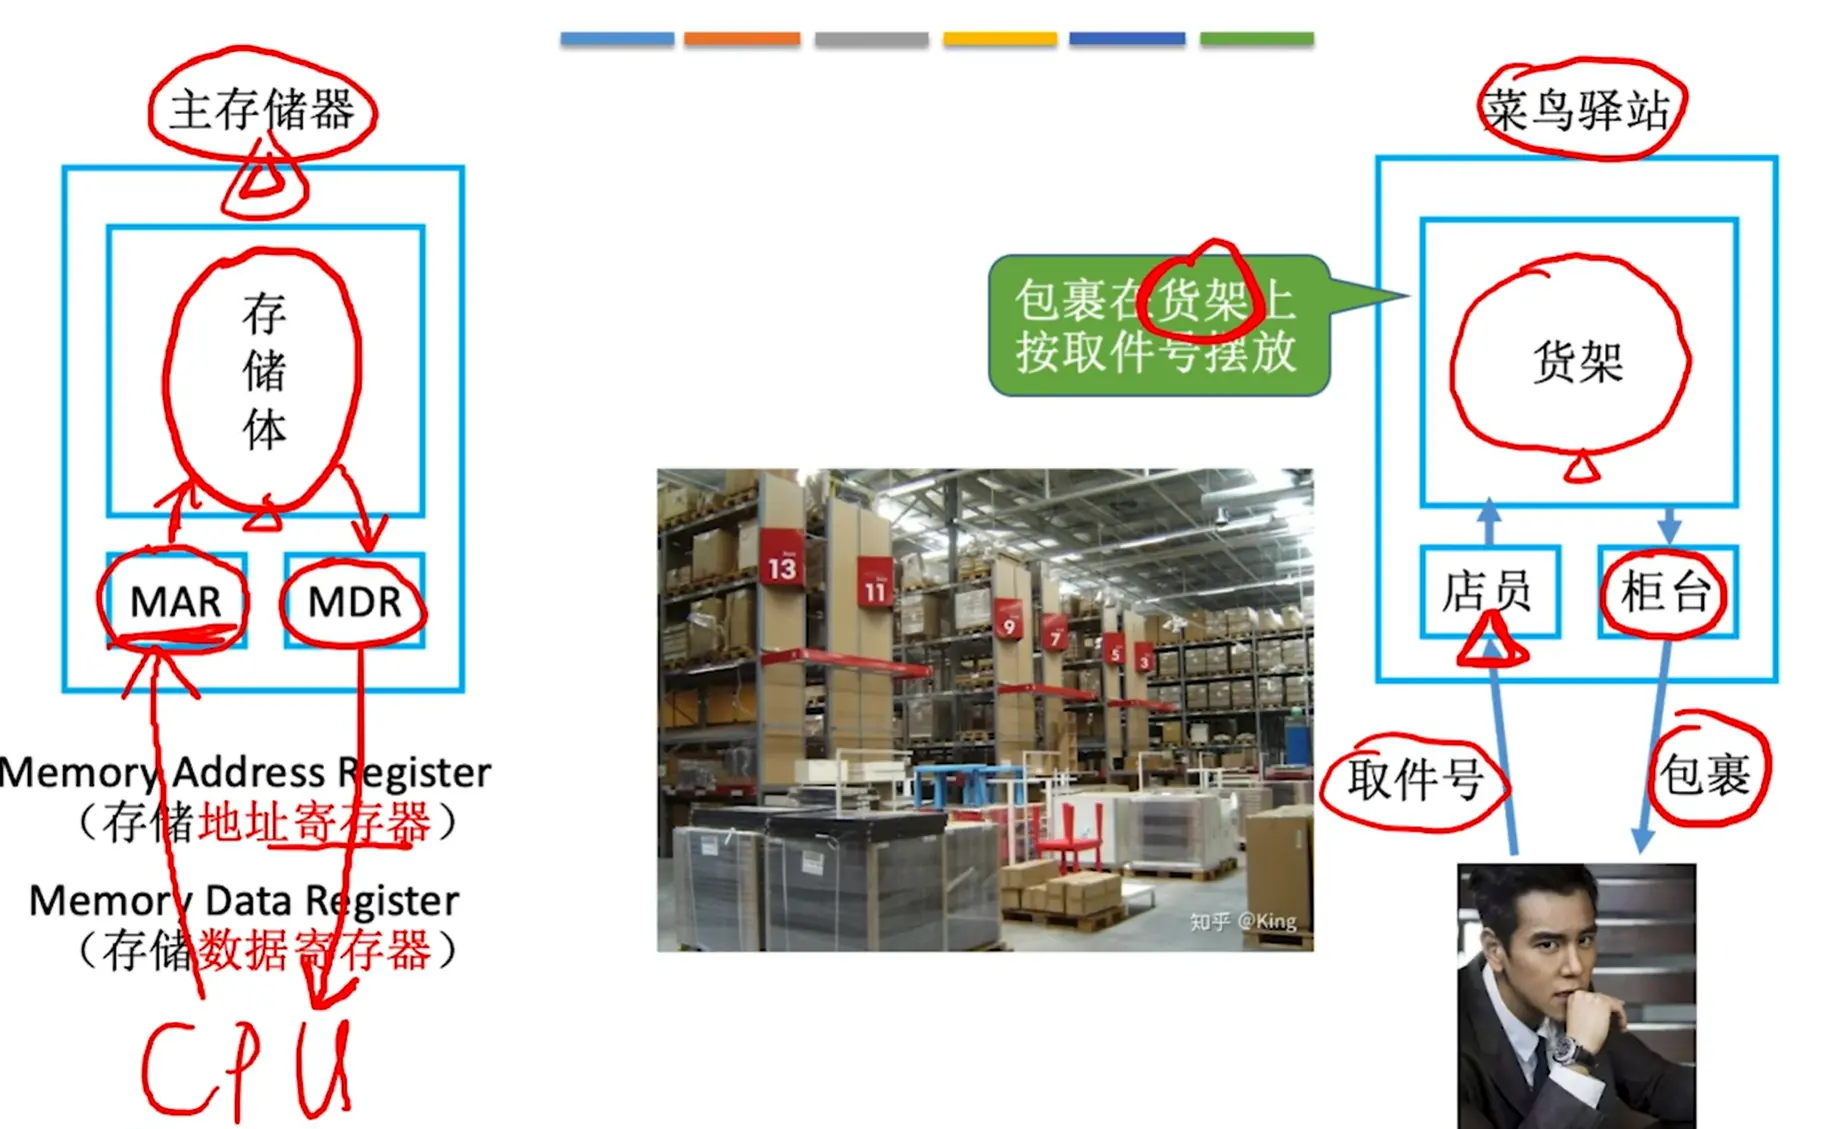 主存储器
存
储
体
MAR
MDR
Memory Address Register
（存储地址寄存器）
Memory Data Register
（存储数据寄存器）
CPU
包裹在货架上
按取件号摆放
13
11
9
7
5
3
知乎 @King
菜鸟驿站
货架
店员
柜台
取件号
包裹